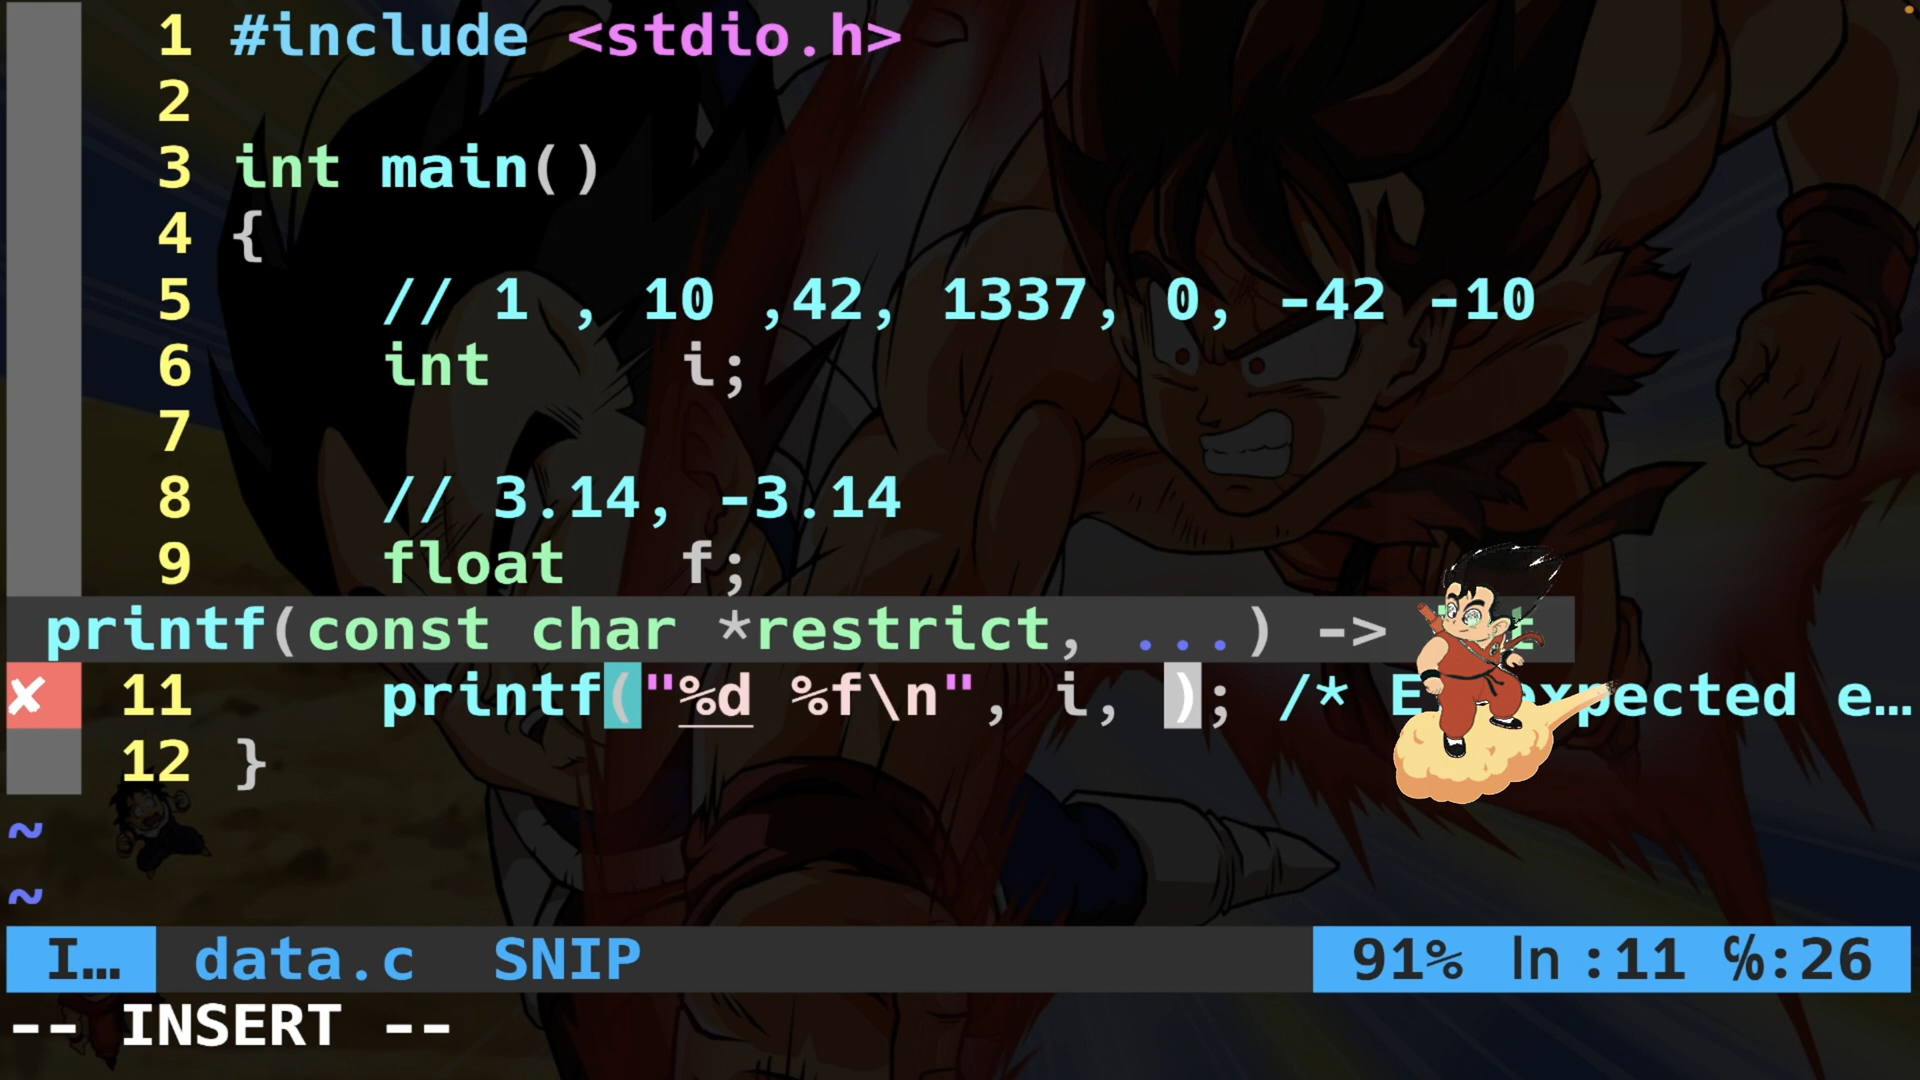 1 #include <stdio.h>
2
3 int main()
4 {
5 // 1 , 10 ,42, 1337, 0, -42 -10
6 int i;
7
8 // 3.14, -3.14
9 float f;
printf(const char *restrict, ...) ->
✘ 11 printf("%d %f\n", i, ); /* E expected e…
12 }
~
~
I… data.c SNIP 91% ln :11 ℅:26
-- INSERT --